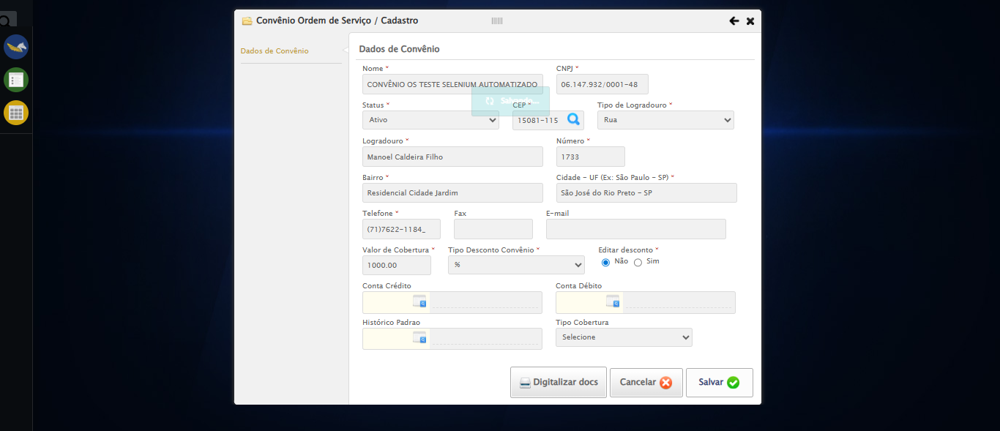 Convênio Ordem de Serviço / Cadastro
Dados de Convênio
Dados de Convênio
Nome *
CNPJ *
CONVÊNIO OS TESTE SELENIUM AUTOMATIZADO
06.147.932/0001-48
Salvando...
Status *
CEP *
Tipo de Logradouro *
Ativo
15081-115
Rua
Logradouro *
Número *
Manoel Caldeira Filho
1733
Bairro *
Cidade - UF (Ex: São Paulo - SP) *
Residencial Cidade Jardim
São José do Rio Preto - SP
Telefone *
Fax
E-mail
(71)7622-1184_
Valor de Cobertura *
Tipo Desconto Convênio *
Editar desconto *
1000.00
%
Não
Sim
Conta Crédito
Conta Débito
Histórico Padrao
Tipo Cobertura
Selecione
Digitalizar docs
Cancelar
Salvar